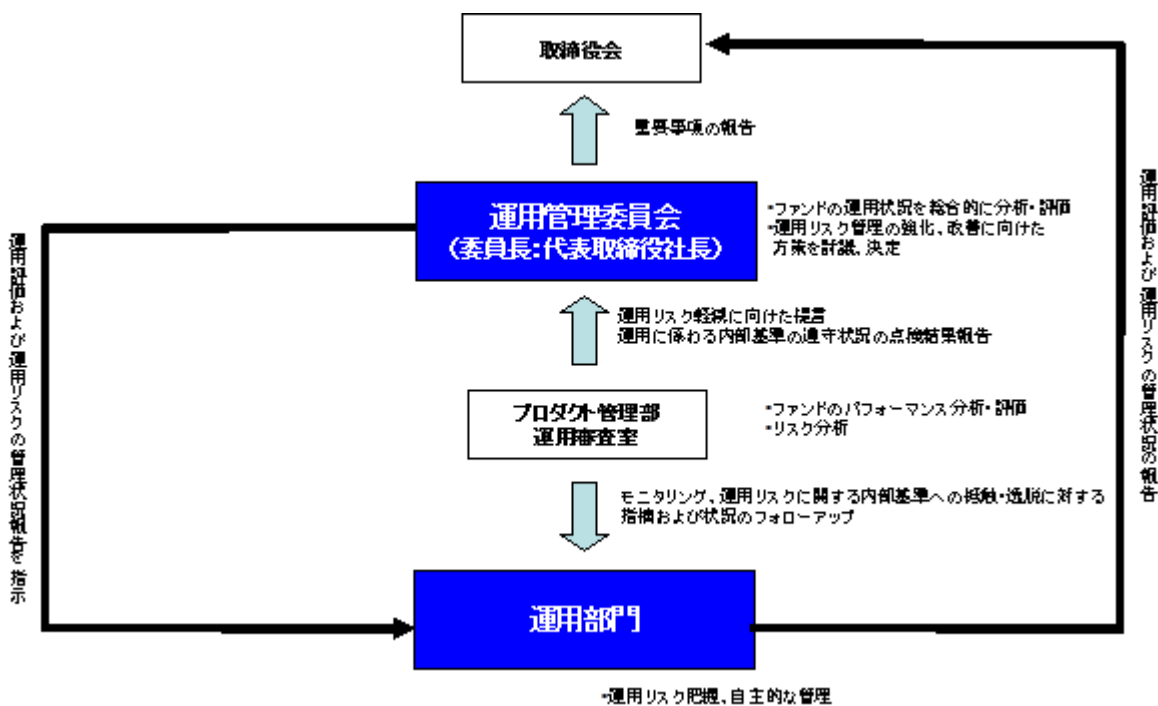 取締役会
重要事項の報告
運用管理委員会
(委員長:代表取締役社長)
・ファンドの運用状況を総合的に分析・評価
・運用リスク管理の強化、改善に向けた
方策を討議、決定
運用リスク軽減に向けた提言
運用に係わる内部基準の遵守状況の点検結果報告
プロダクト管理部
運用審査室
・ファンドのパフォーマンス分析・評価
・リスク分析
モニタリング、運用リスクに関する内部基準への抵触・逸脱に対する
指摘および状況のフォローアップ
運用部門
・運用リスク把握、自主的な管理
運用評価および運用リスクの管理状況報告を指示
運用評価および運用リスクの管理状況の報告